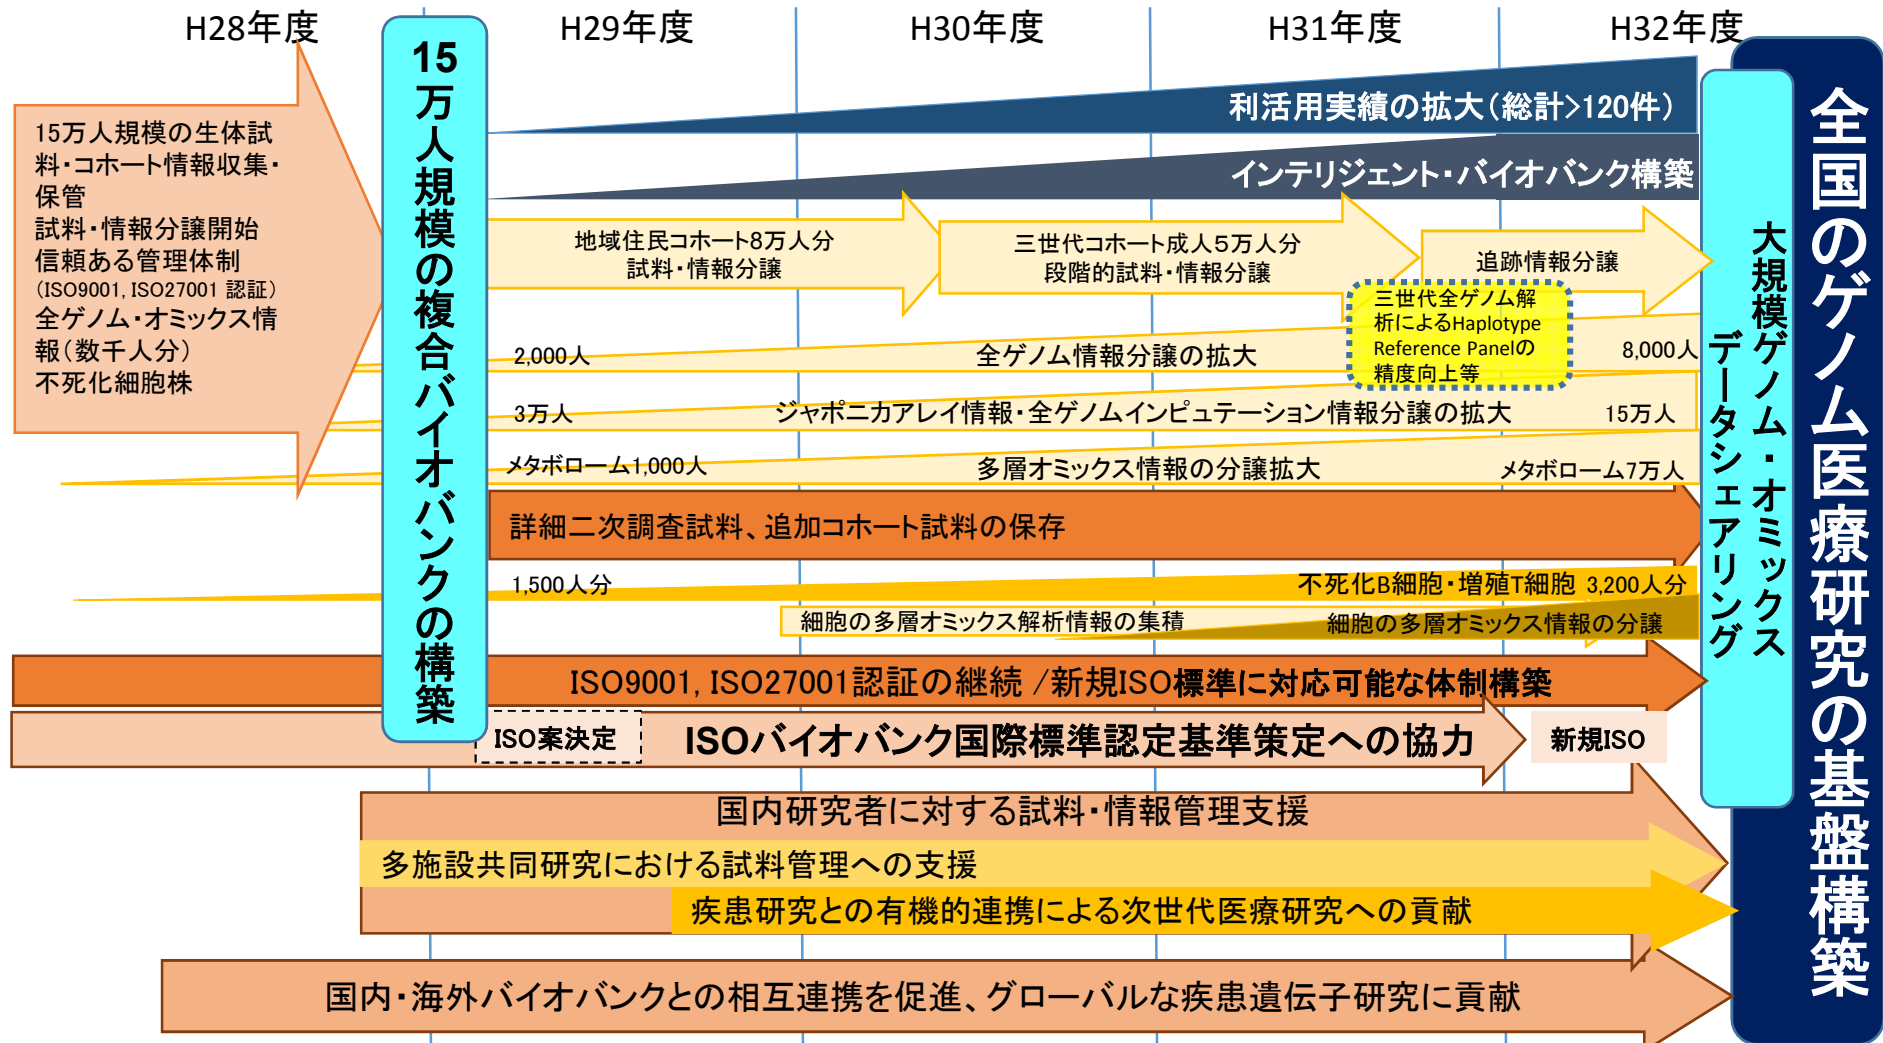 H28年度
H29年度
H30年度
H31年度
H32年度
15万人規模の生体試
料・コホート情報収集・
保管
試料・情報分譲開始
信頼ある管理体制
（ISO9001, ISO27001 認証）
全ゲノム・オミックス情
報（数千人分）
不死化細胞株
15万人規模の複合バイオバンクの構築
利活用実績の拡大（総計>120件）
インテリジェント・バイオバンク構築
地域住民コホート8万人分
試料・情報分譲
三世代コホート成人５万人分
段階的試料・情報分譲
追跡情報分譲
三世代全ゲノム解
析によるHaplotype
Reference Panelの
精度向上等
2,000人
全ゲノム情報分譲の拡大
8,000人
3万人
ジャポニカアレイ情報・全ゲノムインピュテーション情報分譲の拡大
15万人
メタボローム1,000人
多層オミックス情報の分譲拡大
メタボローム7万人
詳細二次調査試料、追加コホート試料の保存
1,500人分
不死化B細胞・増殖T細胞 3,200人分
細胞の多層オミックス解析情報の集積
細胞の多層オミックス情報の分譲
ISO9001, ISO27001認証の継続 /新規ISO標準に対応可能な体制構築
ISO案決定
ISOバイオバンク国際標準認定基準策定への協力
新規ISO
国内研究者に対する試料・情報管理支援
多施設共同研究における試料管理への支援
疾患研究との有機的連携による次世代医療研究への貢献
国内・海外バイオバンクとの相互連携を促進、グローバルな疾患遺伝子研究に貢献
大規模ゲノム・オミックス
データシェアリング
全国のゲノム医療研究の基盤構築